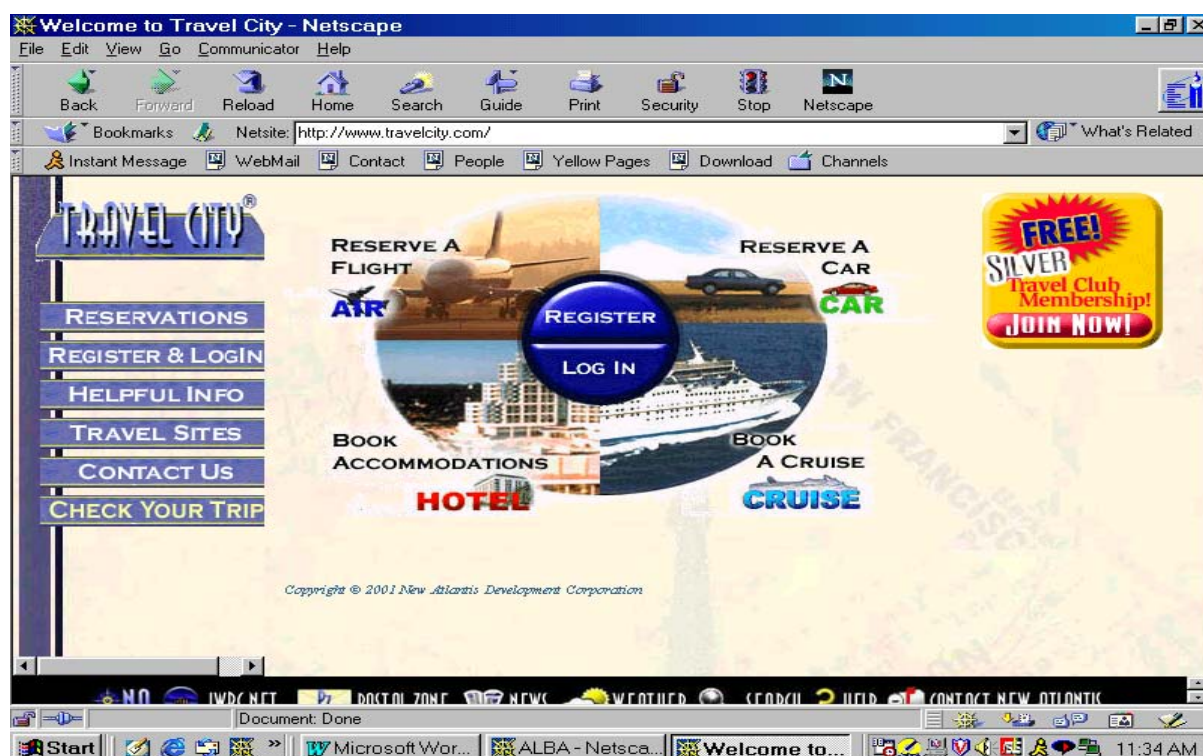 Welcome to Travel City - Netscape
File Edit View Go Communicator Help
Back Forward Reload Home Search Guide Print Security Stop Netscape
Bookmarks Netsite: http://www.travelcity.com/ What's Related
Instant Message WebMail Contact People Yellow Pages Download Channels
TRAVEL CITY®
RESERVATIONS
REGISTER & LOGIN
HELPFUL INFO
TRAVEL SITES
CONTACT US
CHECK YOUR TRIP
RESERVE A
FLIGHT
AIR
RESERVE A
CAR
CAR
REGISTER
LOG IN
BOOK
ACCOMMODATIONS
HOTEL
BOOK
A CRUISE
CRUISE
FREE!
SILVER
Travel Club
Membership!
JOIN NOW!
FRANCISCO
Copyright © 2001 New Atlantis Development Corporation
POSTAL ZONE NEWS WEATHER SEARCH HELP CONTACT NEW ATLANTIS
Document: Done
Start Microsoft Wor... ALBA - Netsca... Welcome to... 11:34 AM